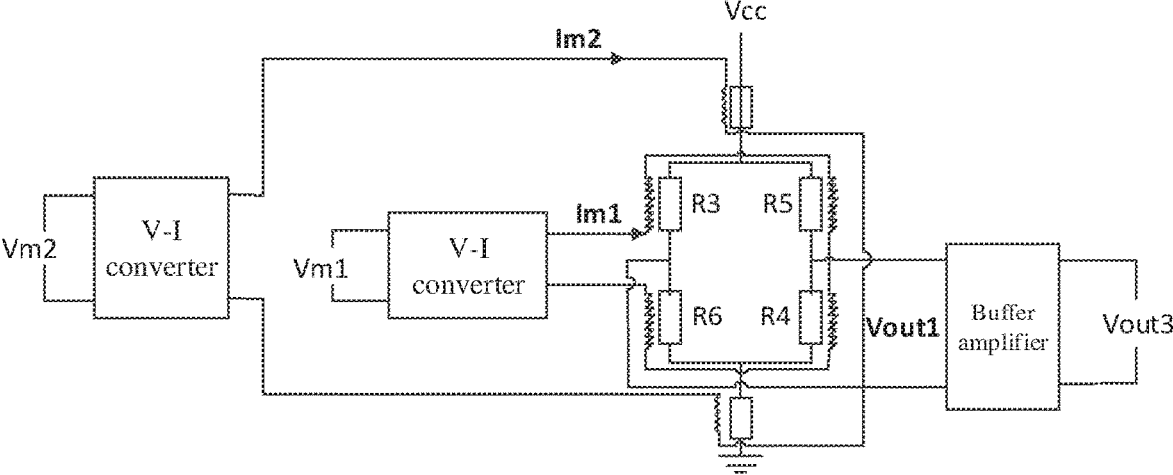 Vcc
Im2
R3
R5
V-I
converter
Vm2
Im1
V-I
converter
Vm1
R6
R4
Vout1
Buffer
amplifier
Vout3